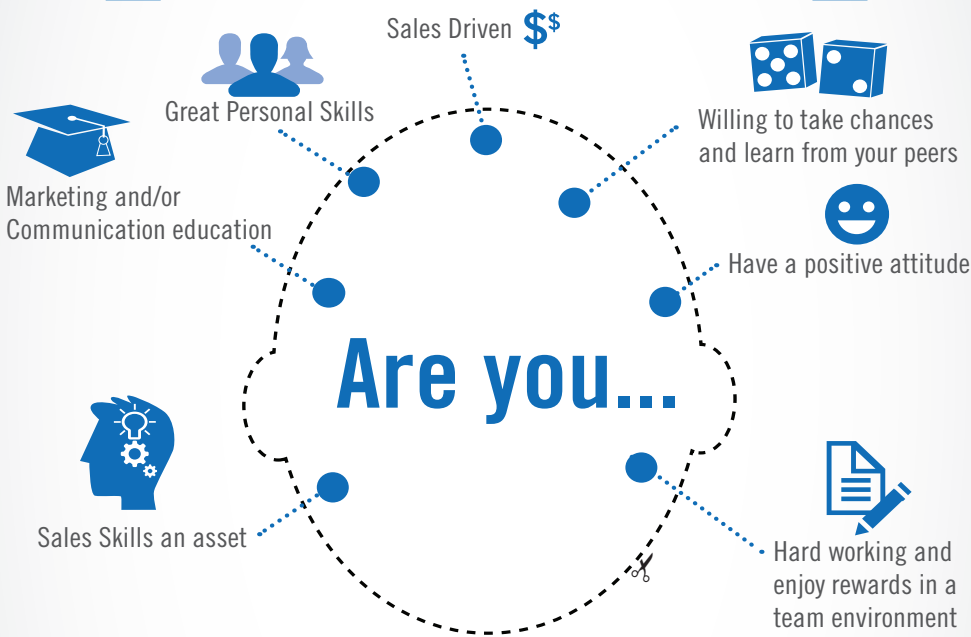 Sales Driven $$
Great Personal Skills
Willing to take chances
and learn from your peers
Marketing and/or
Communication education
Have a positive attitude
Are you...
Sales Skills an asset
Hard working and
enjoy rewards in a
team environment